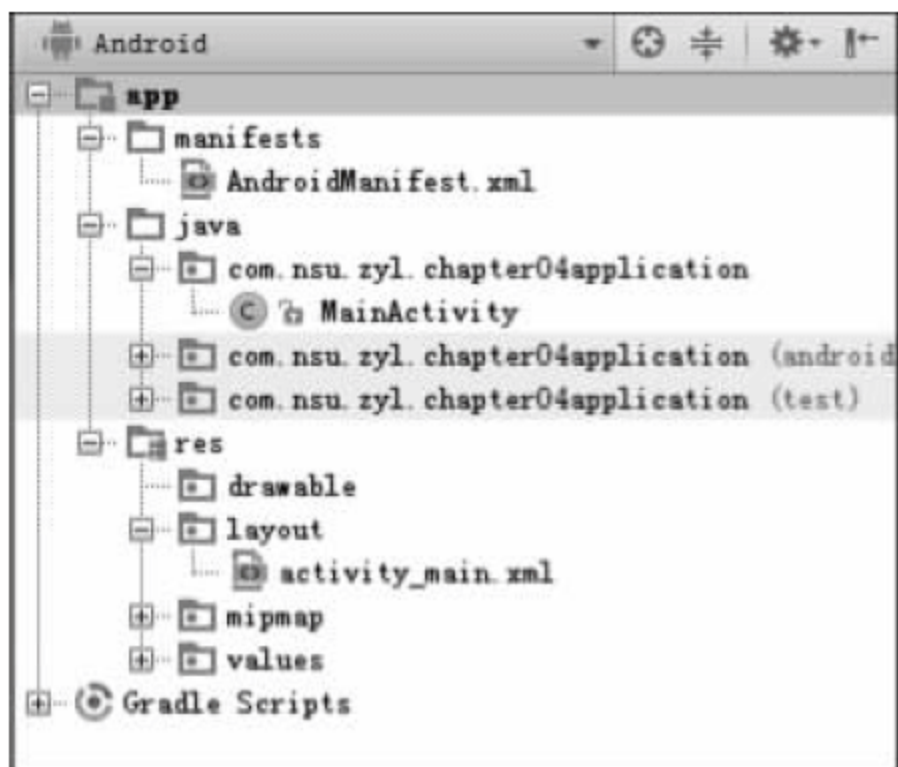 Android
app
manifests
AndroidManifest.xml
java
com.nsu.zyl.chapter04application
MainActivity
com.nsu.zyl.chapter04application (android
com.nsu.zyl.chapter04application (test)
res
drawable
layout
activity_main.xml
mipmap
values
Gradle Scripts